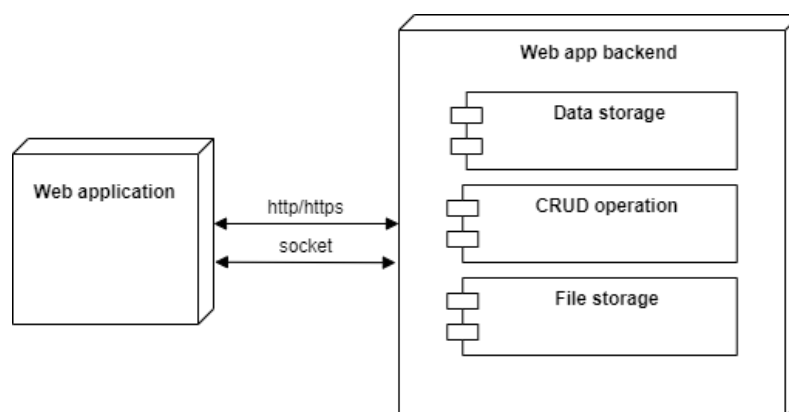 Web app backend
Data storage
Web application
http/https
CRUD operation
socket
File storage